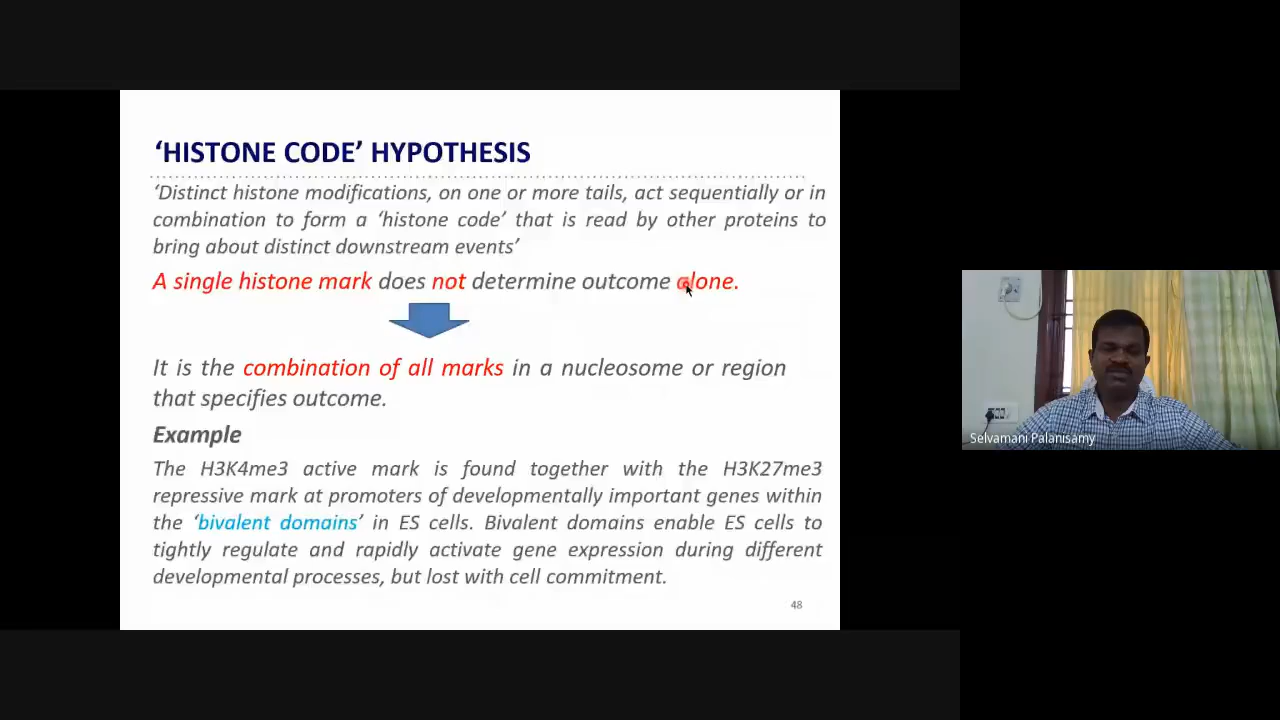 ‘HISTONE CODE’ HYPOTHESIS
‘Distinct histone modifications, on one or more tails, act sequentially or in
combination to form a ‘histone code’ that is read by other proteins to
bring about distinct downstream events’
A single histone mark does not determine outcome alone.
It is the combination of all marks in a nucleosome or region
that specifies outcome.
Example
The H3K4me3 active mark is found together with the H3K27me3
repressive mark at promoters of developmentally important genes within
the ‘bivalent domains’ in ES cells. Bivalent domains enable ES cells to
tightly regulate and rapidly activate gene expression during different
developmental processes, but lost with cell commitment.
48
Selvamani Palanisamy